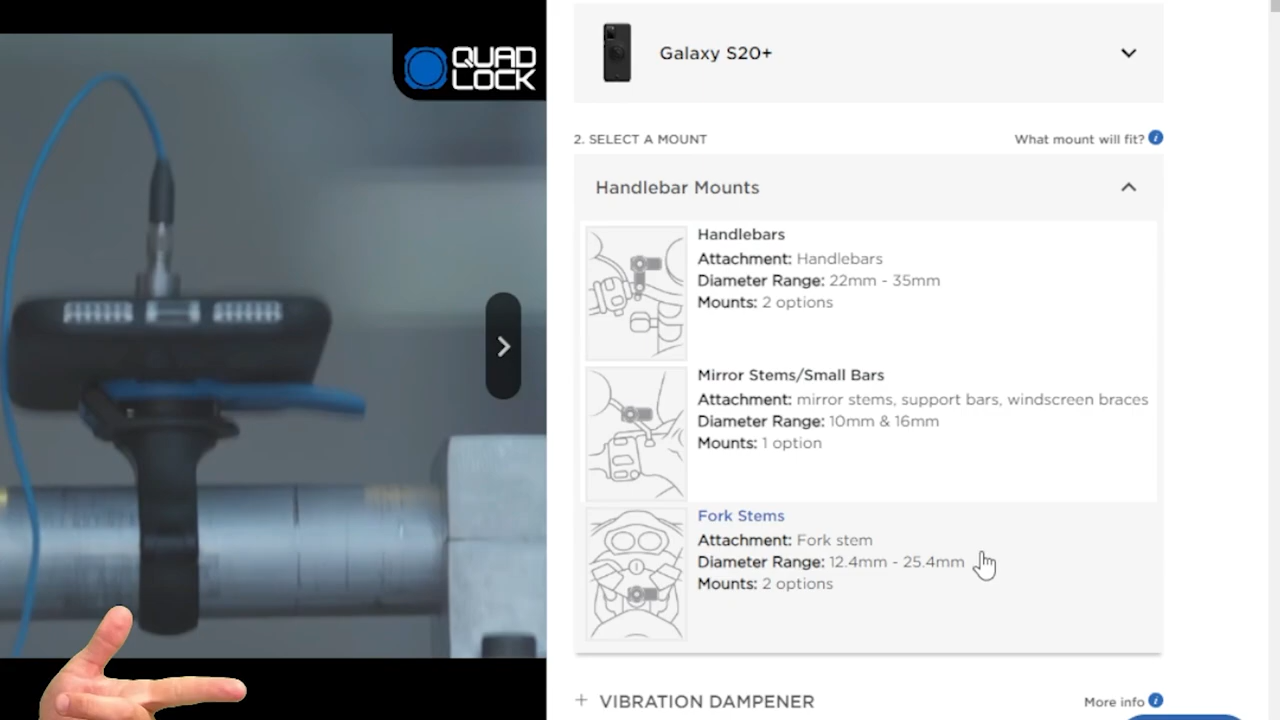 QUAD
LOCK
Galaxy S20+
2. SELECT A MOUNT
What mount will fit? i
Handlebar Mounts
Handlebars
Attachment: Handlebars
Diameter Range: 22mm - 35mm
Mounts: 2 options
Mirror Stems/Small Bars
Attachment: mirror stems, support bars, windscreen braces
Diameter Range: 10mm & 16mm
Mounts: 1 option
Fork Stems
Attachment: Fork stem
Diameter Range: 12.4mm - 25.4mm
Mounts: 2 options
+ VIBRATION DAMPENER
More info i